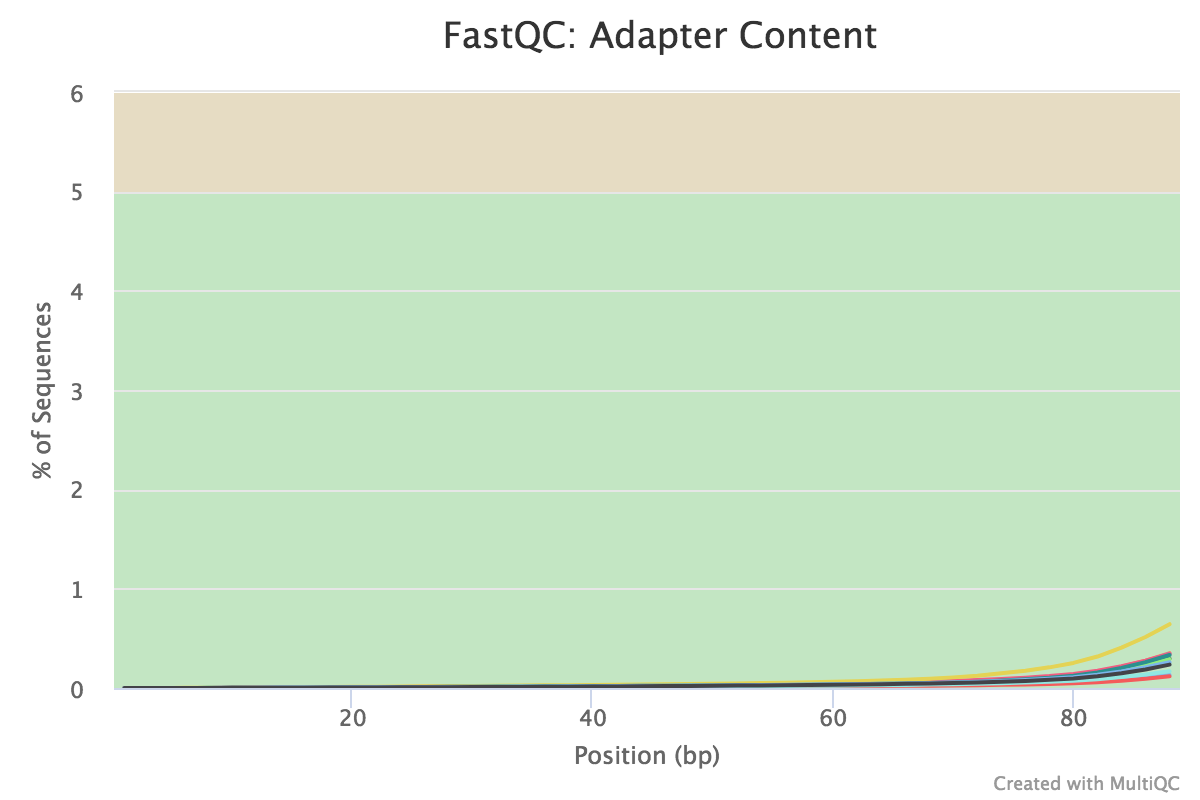 FastQC: Adapter Content
6
5
4
3
2
1
0
% of Sequences
20 40 60 80
Position (bp)
Created with MultiQC